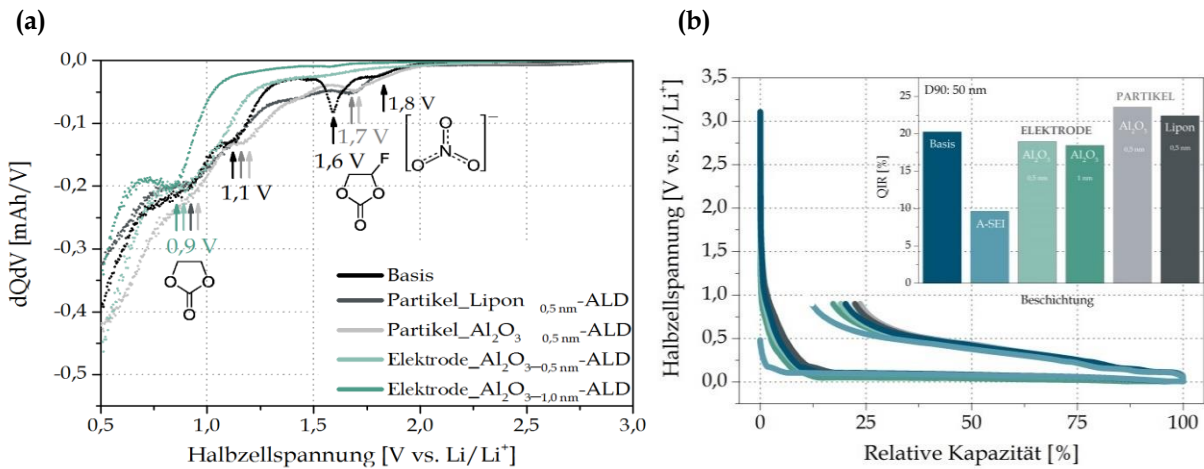 (a)
0,0
-0,1
-0,2
-0,3
-0,4
-0,5
dQdV [mAh/V]
0,5
1,0
1,5
2,0
2,5
3,0
Halbzellspannung [V vs. Li/Li⁺]
1,8 V
1,7 V
1,6 V
1,1 V
0,9 V
F
O
O
O
O
O
O
N
O
O
O
−
Basis
Partikel_Lipon 0,5 nm-ALD
Partikel_Al₂O₃ 0,5 nm-ALD
Elektrode_Al₂O₃₋₀,₅ nm-ALD
Elektrode_Al₂O₃₋₁,₀ nm-ALD
(b)
3,5
3,0
2,5
2,0
1,5
1,0
0,5
0,0
Halbzellspannung [V vs. Li/Li⁺]
0
25
50
75
100
Relative Kapazität [%]
D90: 50 nm
25
20
15
10
5
0
QIR [%]
PARTIKEL
ELEKTRODE
Basis
A-SEI
Al₂O₃
0,5 nm
Al₂O₃
1 nm
Al₂O₃
0,5 nm
Lipon
0,5 nm
Beschichtung